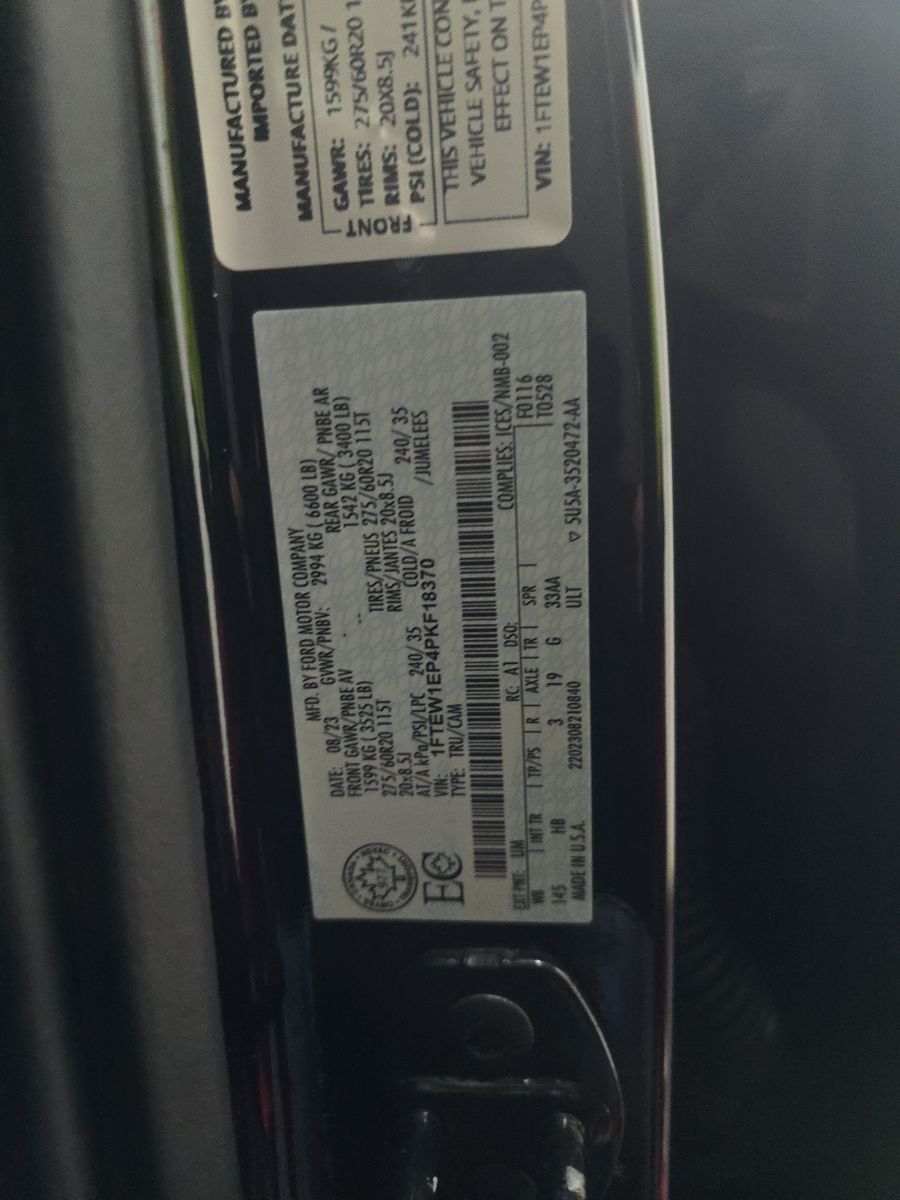 MANUFACTURED BY
IMPORTED BY
MANUFACTURE DAT
FRONT
GAWR: 1599KG /
TIRES: 275/60R20 1
RIMS: 20X8.5J
PSI (COLD): 241K
THIS VEHICLE CON
VEHICLE SAFETY,
EFFECT ON T
VIN: 1FTEW1EP4P
MFD. BY FORD MOTOR COMPANY
DATE: 08/23 GVWR/PNBV: 2994 KG ( 6600 LB)
FRONT GAWR/PNBE AV REAR GAWR/ PNBE AR
1599 KG ( 3525 LB) 1542 KG ( 3400 LB)
275/60R20 115T TIRES/PNEUS 275/60R20 115T
20x8.5J RIMS/JANTES 20x8.5J
AT/A kPa/PSI/LPC 240/ 35 COLD/A FROID 240/ 35
VIN: 1FTEW1EP4PKF18370 /JUMELEES
TYPE: TRU/CAM
EC
COMPLIES: ICES/NMB-002
RC: A1 DSO: F0116
EXT PNT: UM T0528
WB INT TR TP/PS R AXLE TR SPR
145 HB 3 19 G 33AA
MADE IN U.S.A. 2202308210840 ULT 5U5A-3520472-AA